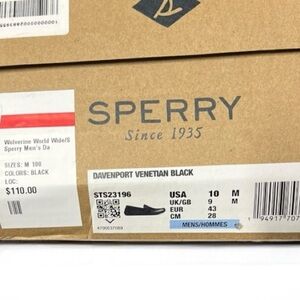 SPERRY
Since 1935
Wolverine World Wide/S
Sperry Men's Da
SIZES: M 100
COLORS: BLACK
LOC:
$110.00
DAVENPORT VENETIAN BLACK
STS23196
USA 10 M
UK/GB 9 M
EUR 43
CM 28
MENS/HOMMES